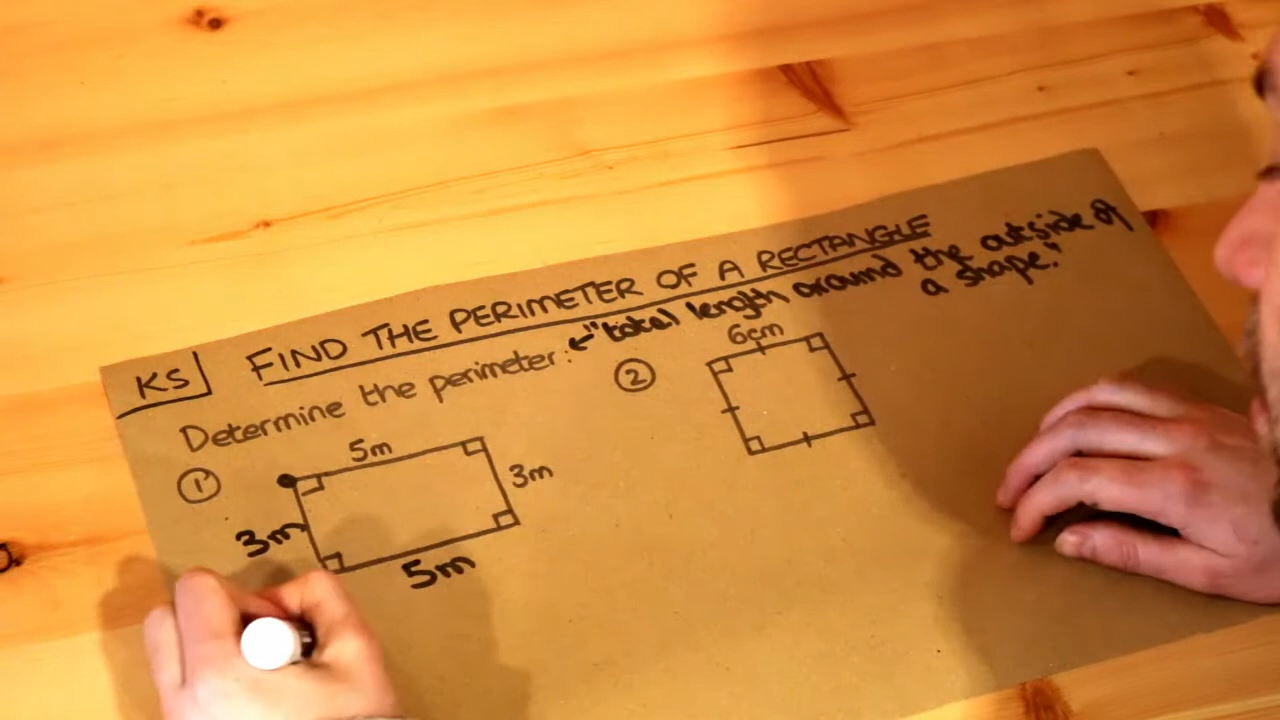 KS
FIND THE PERIMETER OF A RECTANGLE
Determine the perimeter: ← "total length around the outside of
a shape."
①
5m
3m
3m
5m
②
6cm